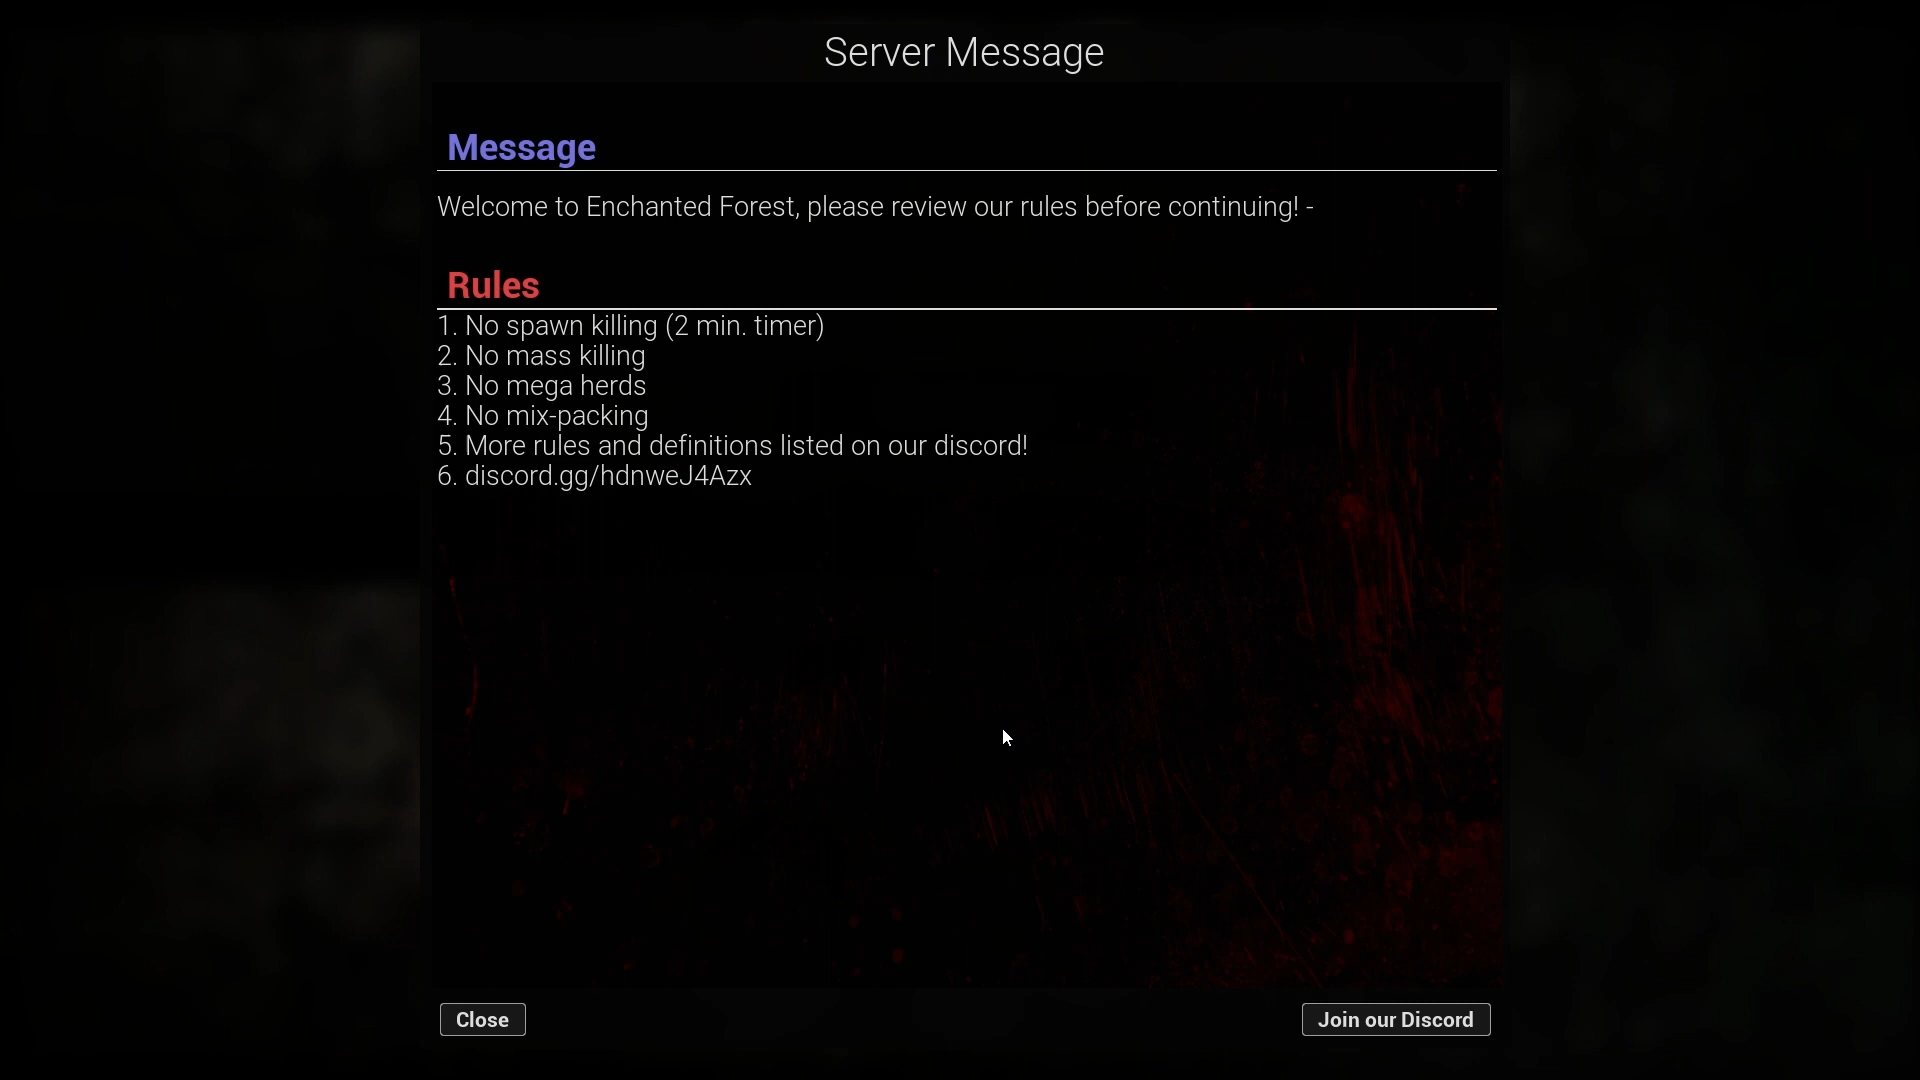 Server Message
Message
Welcome to Enchanted Forest, please review our rules before continuing! -
Rules
1. No spawn killing (2 min. timer)
2. No mass killing
3. No mega herds
4. No mix-packing
5. More rules and definitions listed on our discord!
6. discord.gg/hdnweJ4Azx
Close
Join our Discord